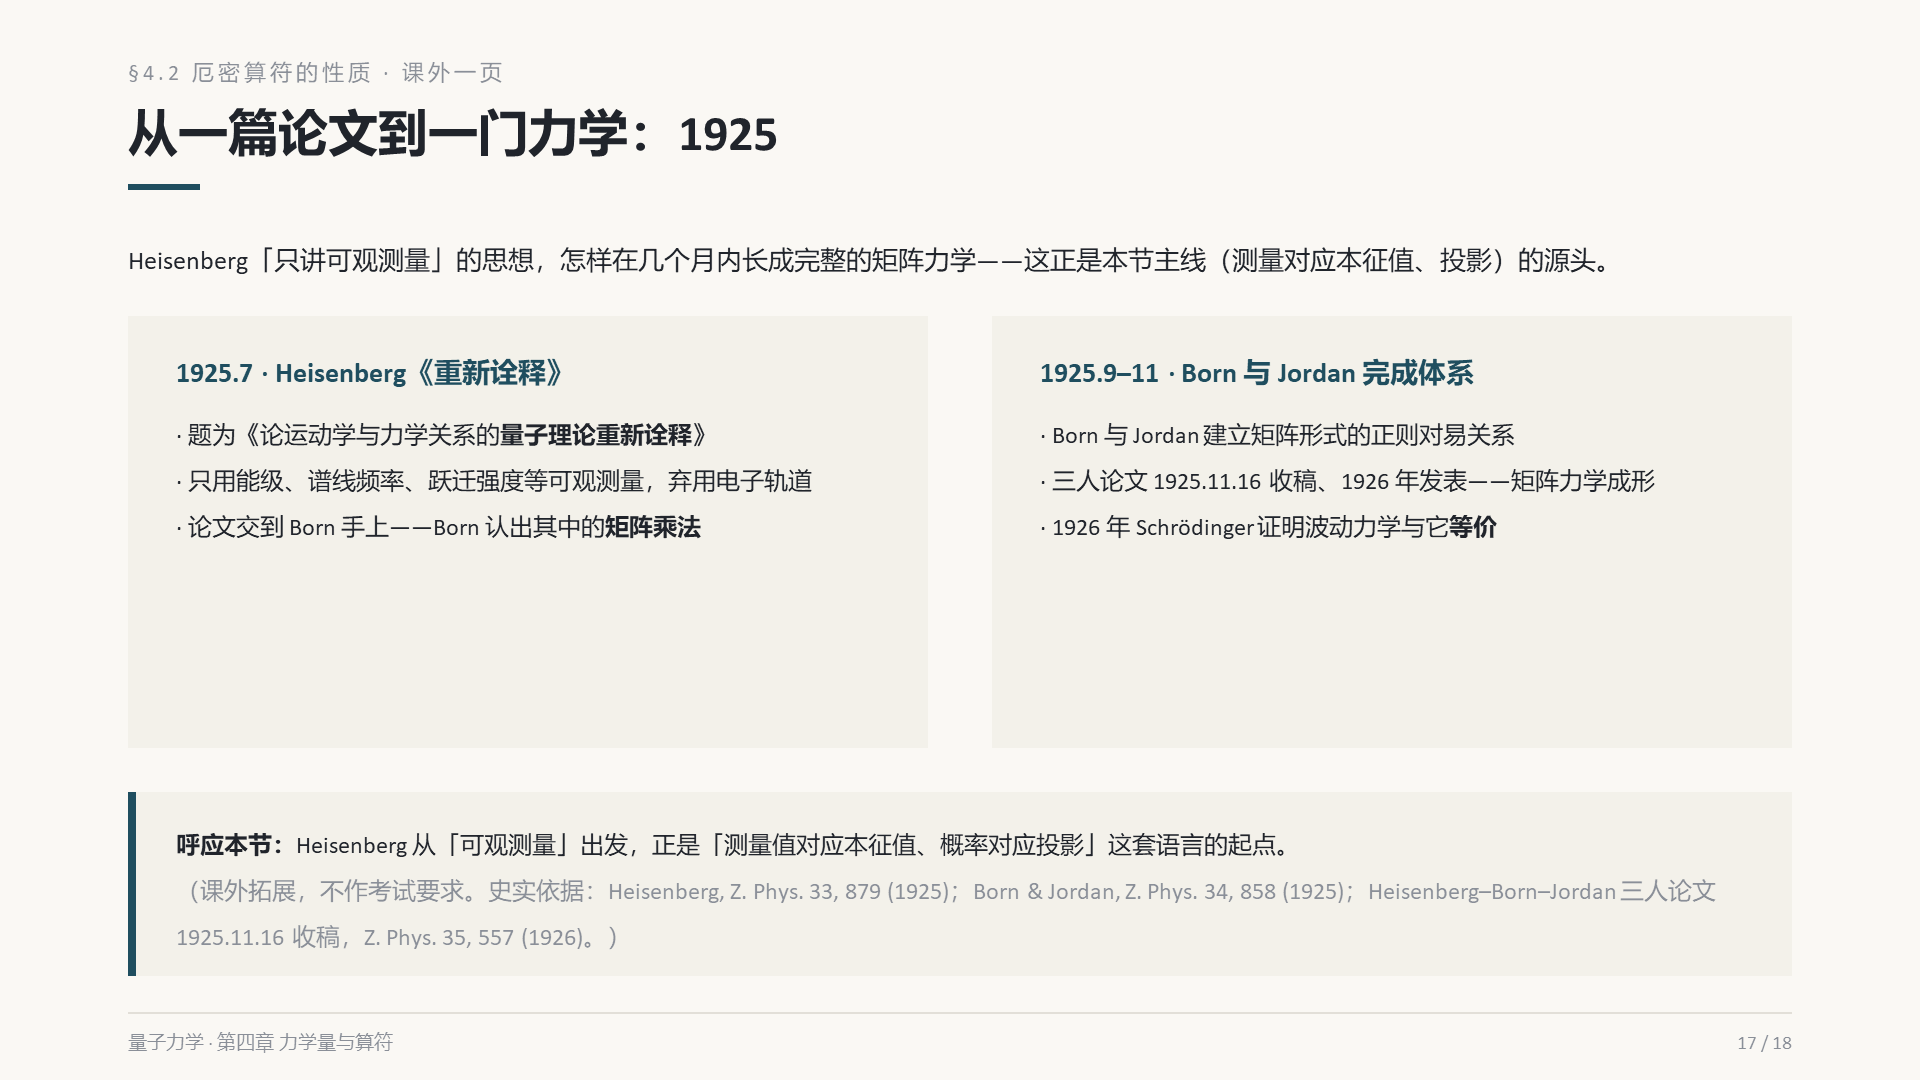 §4.2 厄密算符的性质 · 课外一页
从一篇论文到一门力学：1925
Heisenberg「只讲可观测量」的思想，怎样在几个月内长成完整的矩阵力学——这正是本节主线（测量对应本征值、投影）的源头。
1925.7 · Heisenberg《重新诠释》
· 题为《论运动学与力学关系的量子理论重新诠释》
· 只用能级、谱线频率、跃迁强度等可观测量，弃用电子轨道
· 论文交到 Born 手上——Born 认出其中的矩阵乘法
1925.9–11 · Born 与 Jordan 完成体系
· Born 与 Jordan 建立矩阵形式的正则对易关系
· 三人论文 1925.11.16 收稿、1926 年发表——矩阵力学成形
· 1926 年 Schrödinger 证明波动力学与它等价
呼应本节：Heisenberg 从「可观测量」出发，正是「测量值对应本征值、概率对应投影」这套语言的起点。
（课外拓展，不作考试要求。史实依据：Heisenberg, Z. Phys. 33, 879 (1925)；Born & Jordan, Z. Phys. 34, 858 (1925)；Heisenberg–Born–Jordan 三人论文
1925.11.16 收稿，Z. Phys. 35, 557 (1926)。）
量子力学 · 第四章 力学量与算符
17 / 18